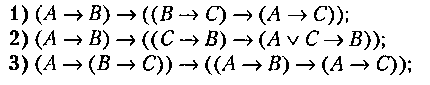 1) (A → B) → ((B → C) → (A → C));
2) (A → B) → ((C → B) → (A ∨ C → B));
3) (A → (B → C)) → ((A → B) → (A → C));